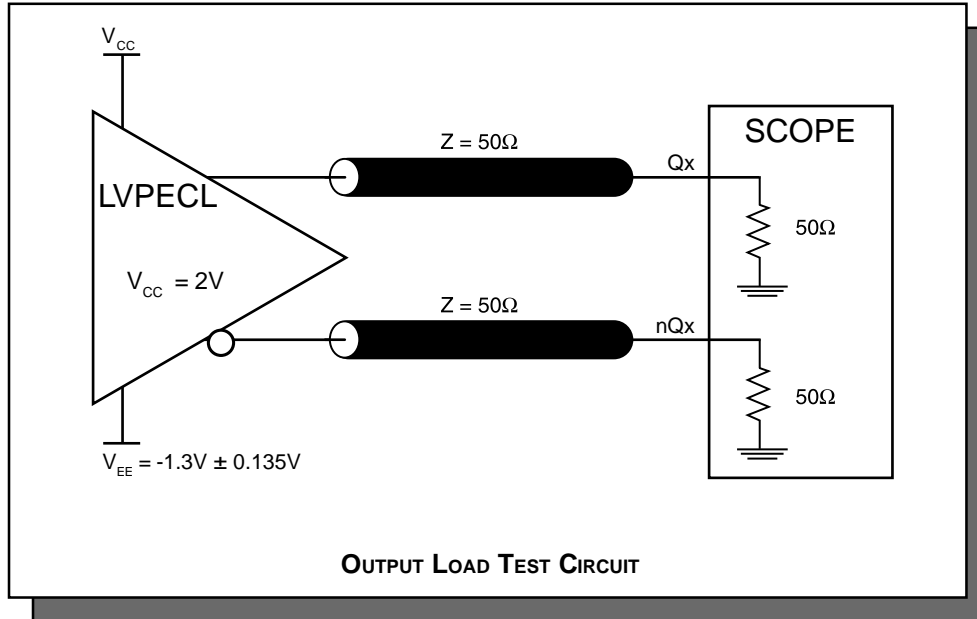 VCC
SCOPE
Z = 50Ω
Qx
LVPECL
50Ω
VCC = 2V
Z = 50Ω
nQx
50Ω
VEE = -1.3V ± 0.135V
OUTPUT LOAD TEST CIRCUIT